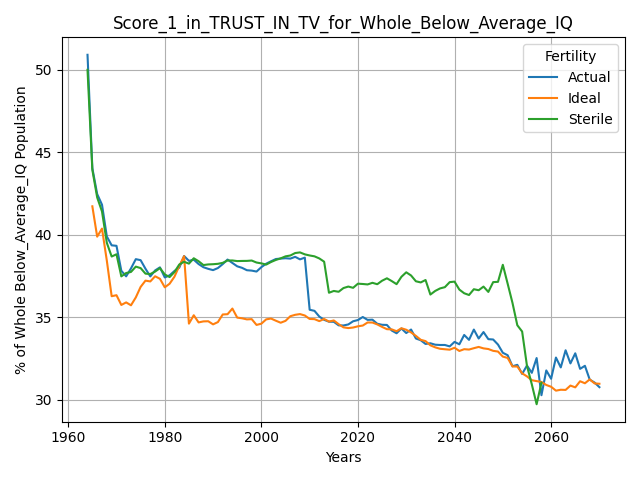 Score_1_in_TRUST_IN_TV_for_Whole_Below_Average_IQ
% of Whole Below_Average_IQ Population
50
45
40
35
30
Fertility
Actual
Ideal
Sterile
1960 1980 2000 2020 2040 2060
Years